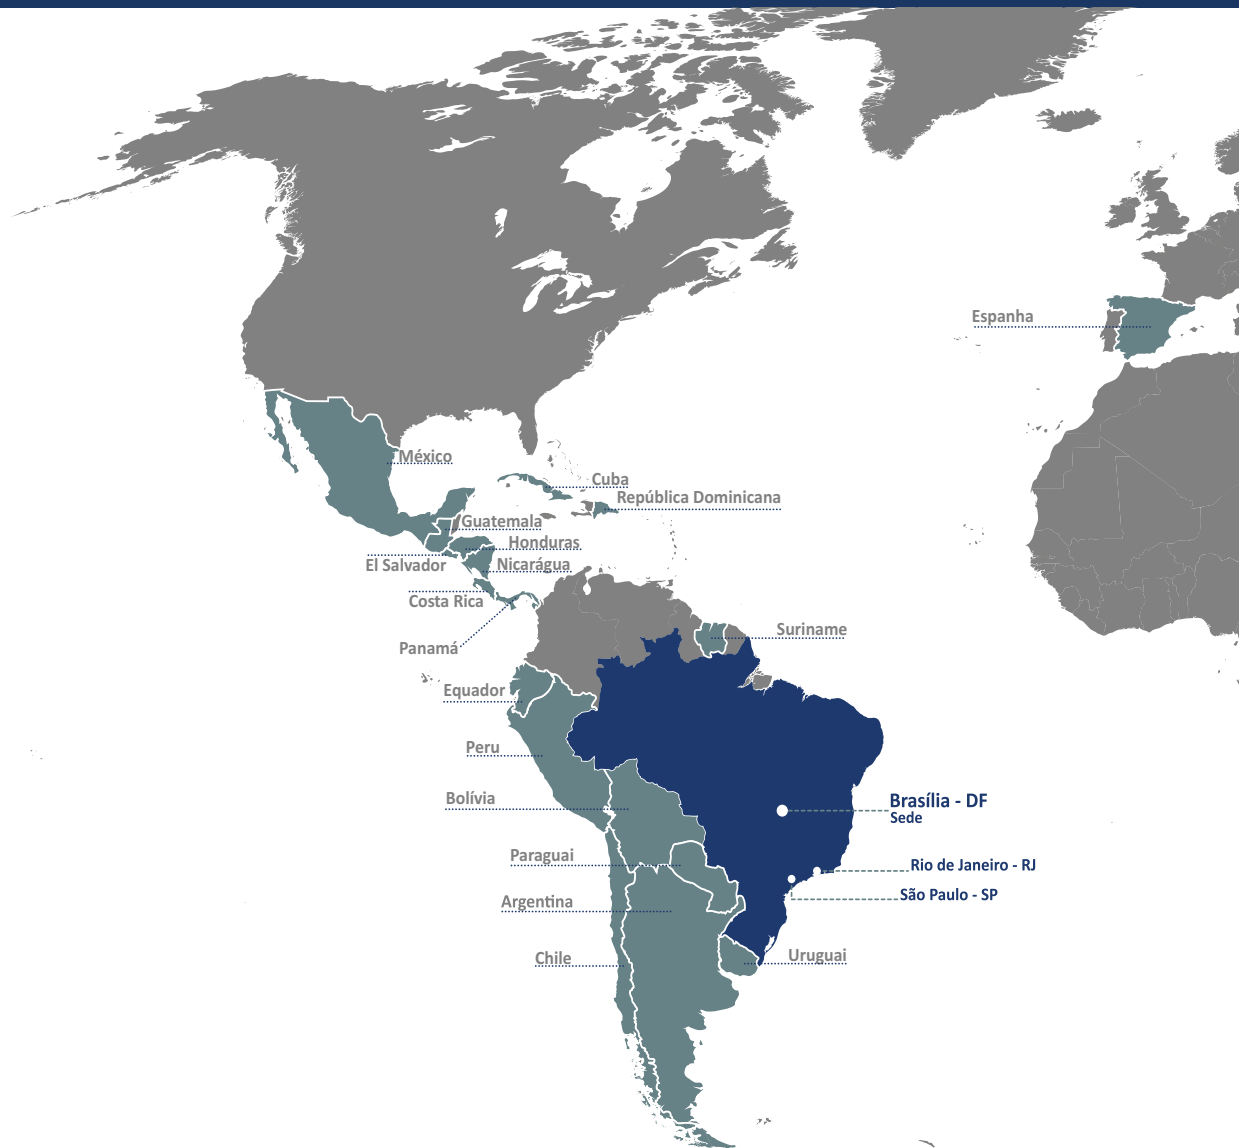 Espanha
México
Cuba
República Dominicana
Guatemala
Honduras
El Salvador
Nicarágua
Costa Rica
Panamá
Suriname
Equador
Peru
Bolívia
Brasília - DF
Sede
Paraguai
Rio de Janeiro - RJ
São Paulo - SP
Argentina
Chile
Uruguai